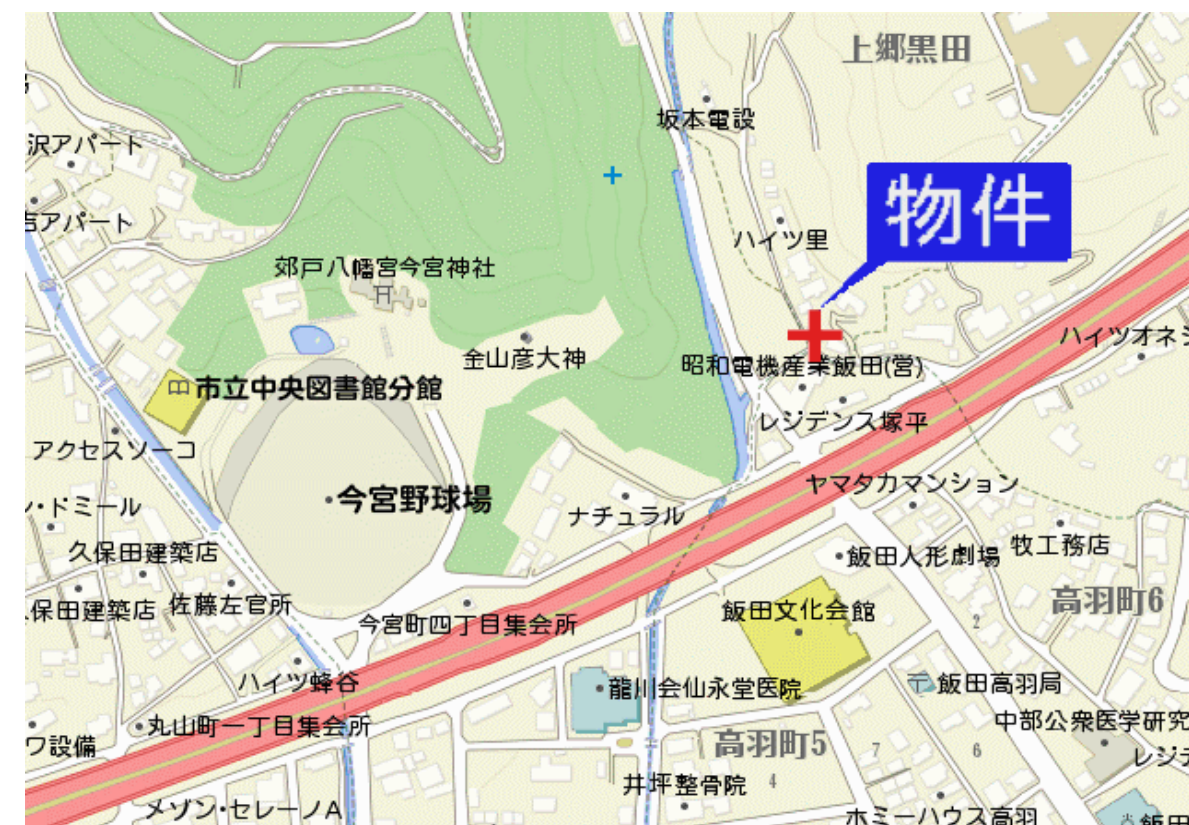 上郷黒田
坂本電設
沢アパート
物件
アパート
ハイツ里
郊戸八幡宮今宮神社
ハイツオネシ
金山彦大神
昭和電機産業飯田(営)
市立中央図書館分館
レジデンス塚平
アクセスソーコ
ヤマタカマンション
今宮野球場
ン・ドミール
ナチュラル
久保田建築店
飯田人形劇場
牧工務店
保田建築店
佐藤左官所
飯田文化会館
高羽町6
2
今宮町四丁目集会所
ハイツ蜂谷
龍川会仙永堂医院
〒飯田高羽局
丸山町一丁目集会所
中部公衆医学研究
ワ設備
高羽町5
7
6
レジデ
井坪整骨院
4
メゾン・セレーノA
ホミーハウス高羽
飯田